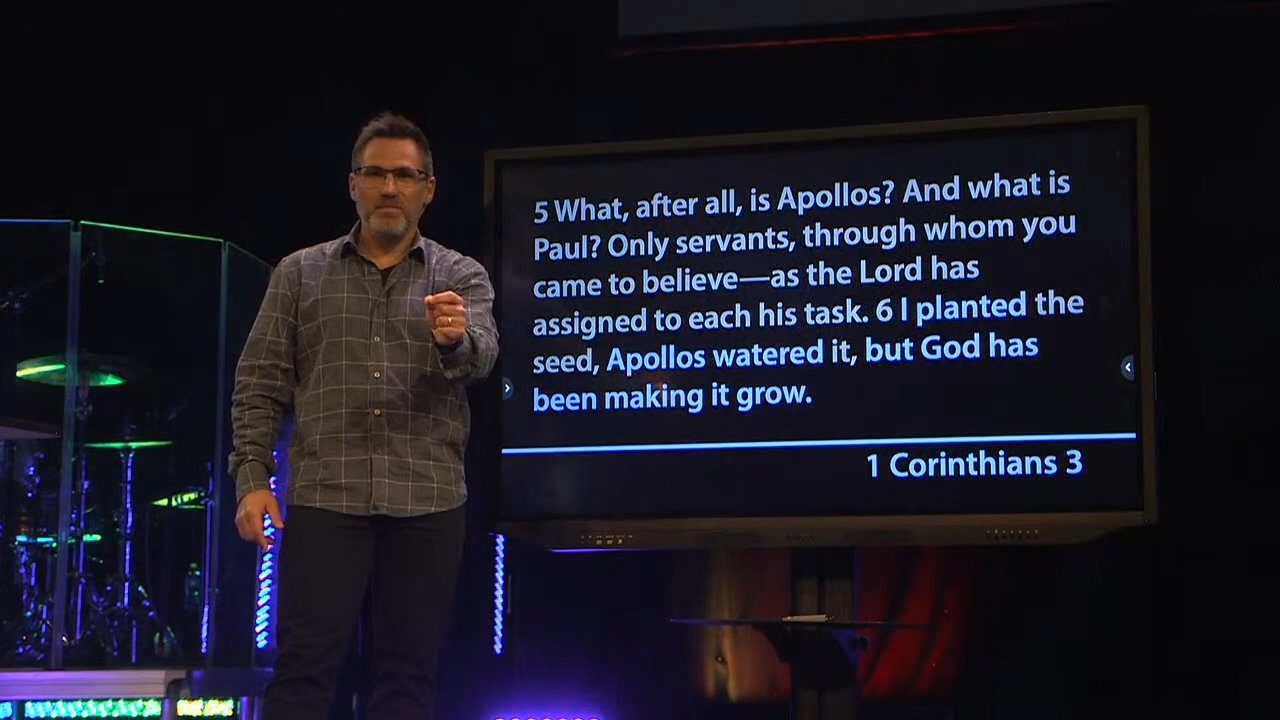 5 What, after all, is Apollos? And what is
Paul? Only servants, through whom you
came to believe—as the Lord has
assigned to each his task. 6 I planted the
seed, Apollos watered it, but God has
been making it grow.
1 Corinthians 3